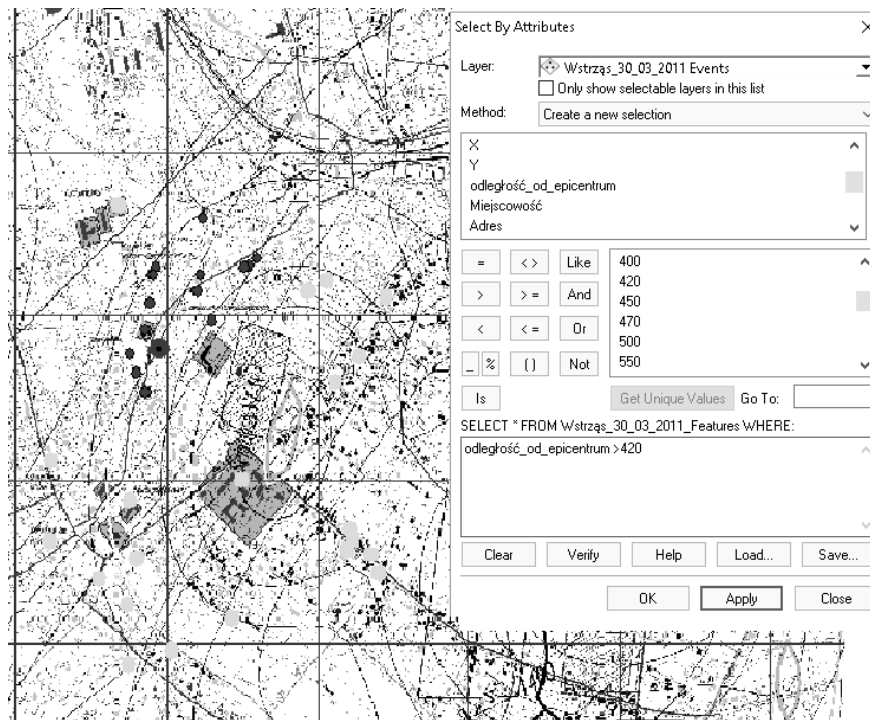 Select By Attributes
Layer: Wstrząs_30_03_2011 Events
Only show selectable layers in this list
Method: Create a new selection
X
Y
odległość_od_epicentrum
Miejscowość
Adres
= < > Like
> > = And
< < = Or
_ % ( ) Not
Is
400
420
450
470
500
550
Get Unique Values Go To:
SELECT * FROM Wstrząs_30_03_2011_Features WHERE:
odległość_od_epicentrum >420
Clear Verify Help Load... Save...
OK Apply Close